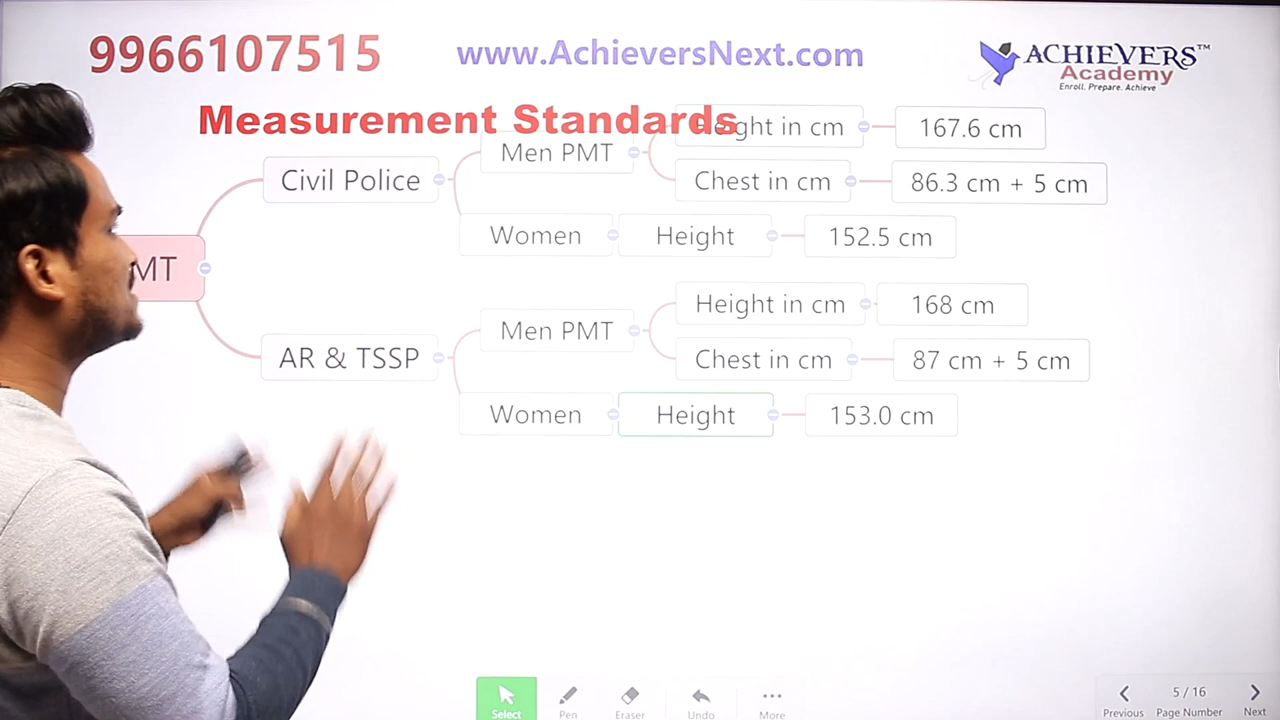 9966107515
www.AchieversNext.com
ACHIEVERS™
Academy
Enroll. Prepare. Achieve
Measurement Standards
MT
Civil Police
Men PMT
Height in cm
167.6 cm
Chest in cm
86.3 cm + 5 cm
Women
Height
152.5 cm
AR & TSSP
Men PMT
Height in cm
168 cm
Chest in cm
87 cm + 5 cm
Women
Height
153.0 cm
Select
Pen
Eraser
Undo
More
Previous
5 / 16
Page Number
Next